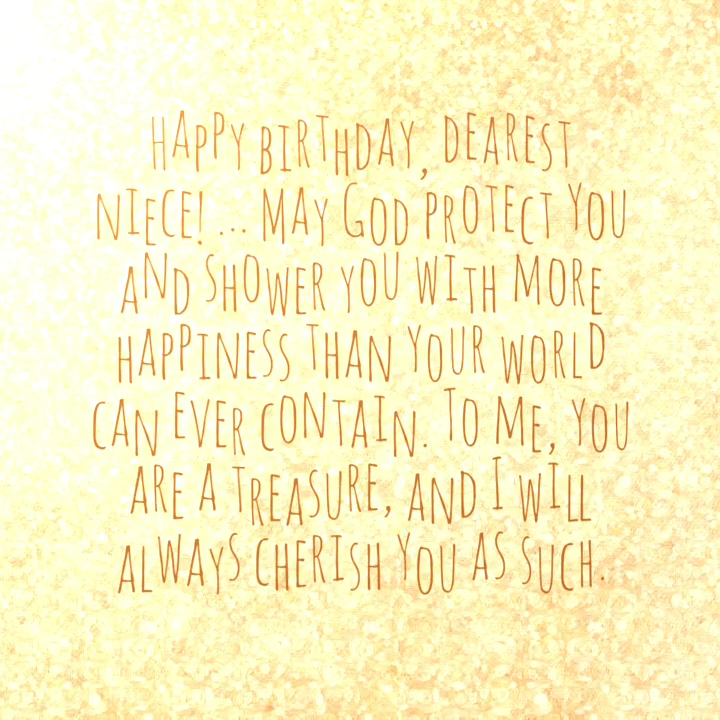 HAPPY BIRTHDAY, DEAREST
NIECE! ... MAY GOD PROTECT YOU
AND SHOWER YOU WITH MORE
HAPPINESS THAN YOUR WORLD
CAN EVER CONTAIN. TO ME, YOU
ARE A TREASURE, AND I WILL
ALWAYS CHERISH YOU AS SUCH.